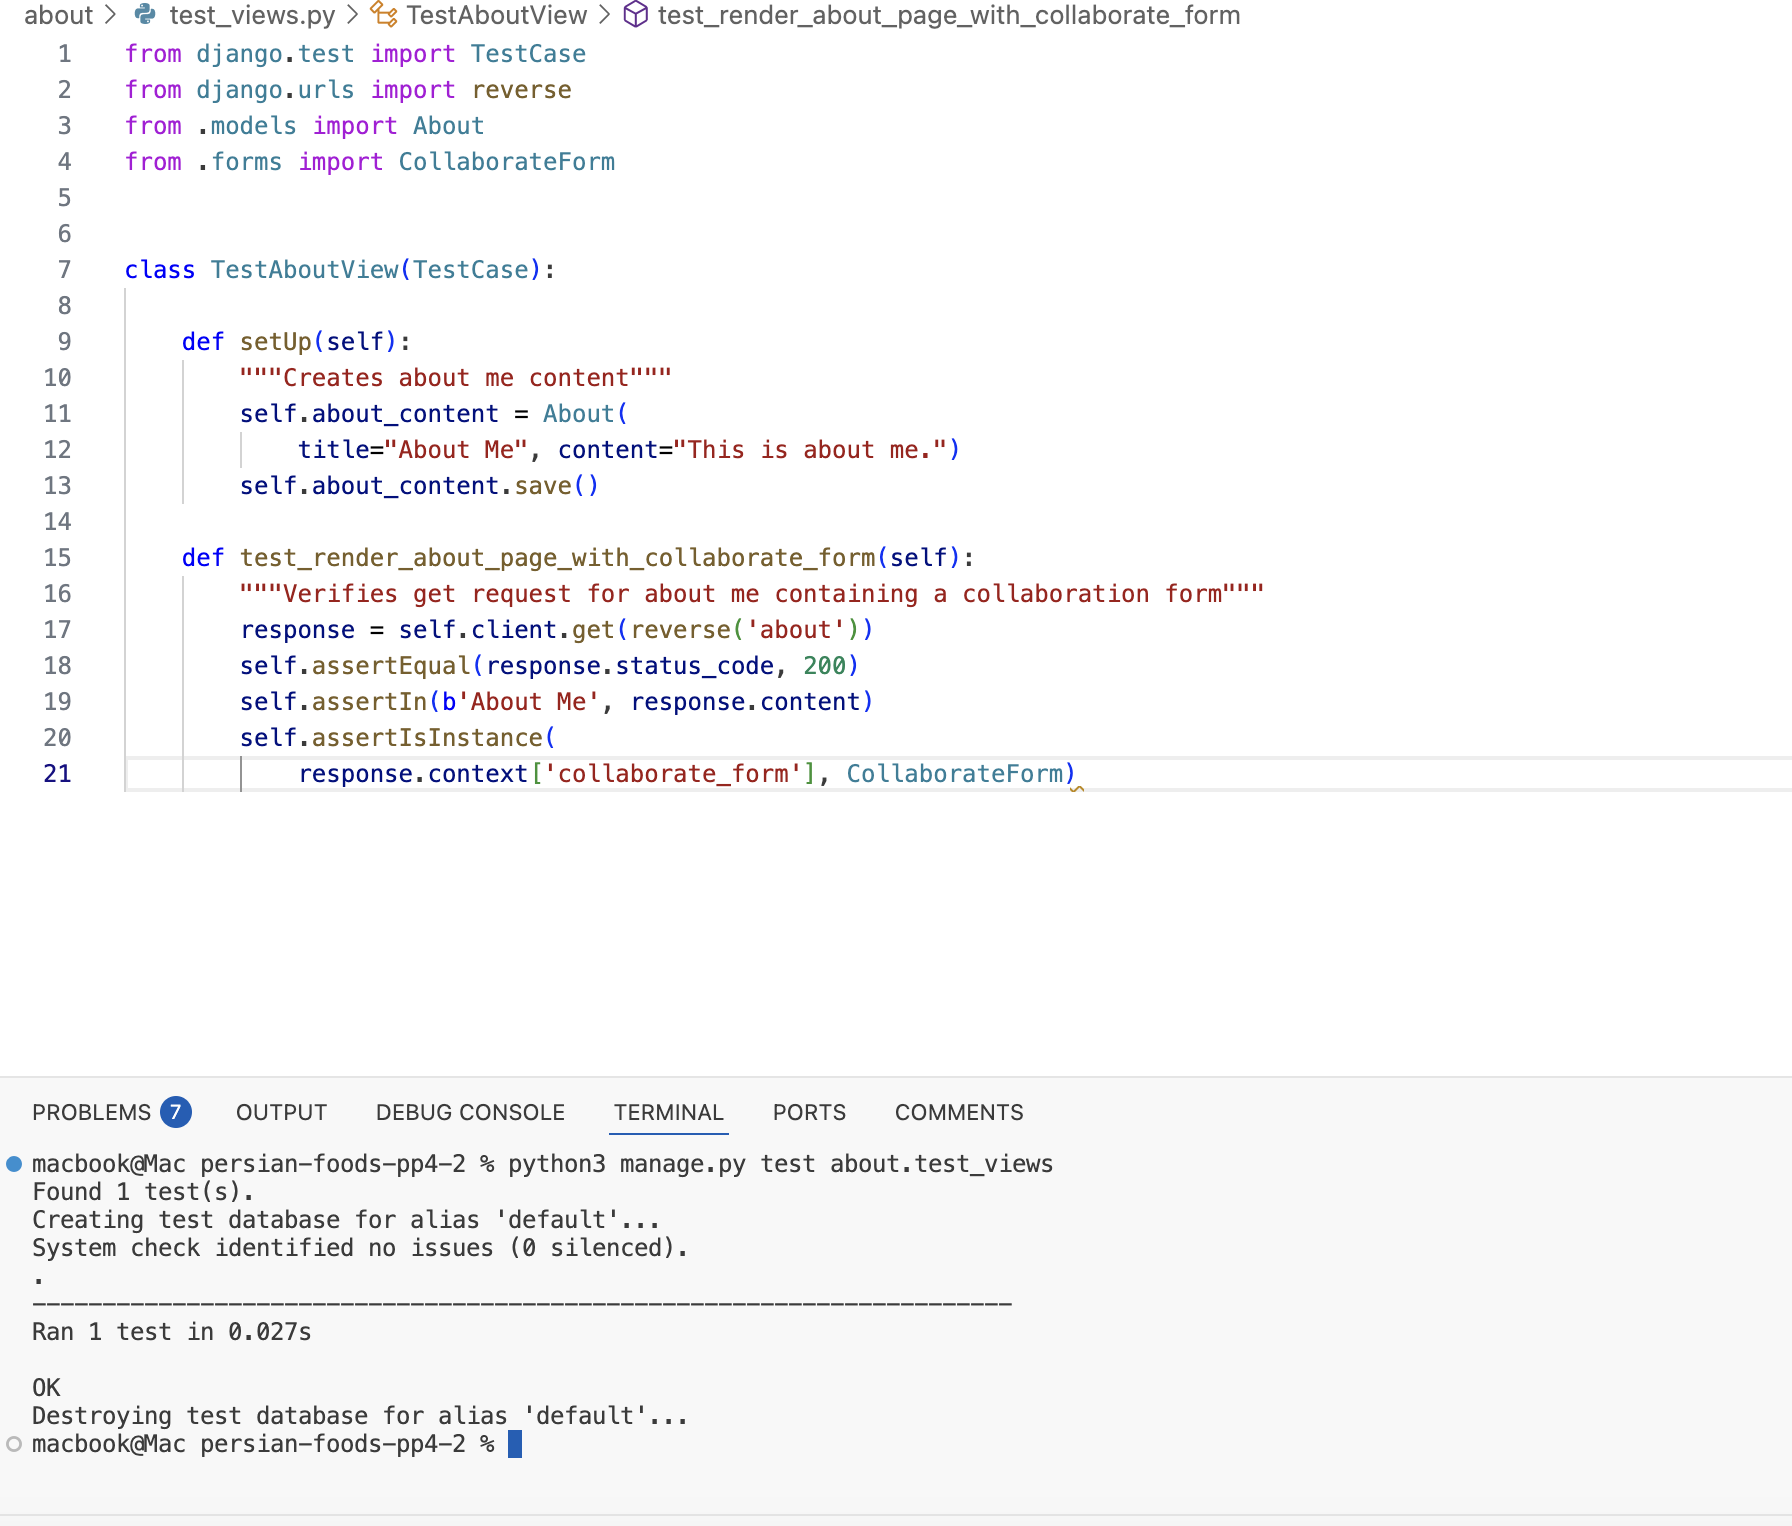 about > test_views.py > TestAboutView > test_render_about_page_with_collaborate_form
1 from django.test import TestCase
2 from django.urls import reverse
3 from .models import About
4 from .forms import CollaborateForm
5
6
7 class TestAboutView(TestCase):
8
9     def setUp(self):
10         """Creates about me content"""
11         self.about_content = About(
12             title="About Me", content="This is about me.")
13         self.about_content.save()
14
15     def test_render_about_page_with_collaborate_form(self):
16         """Verifies get request for about me containing a collaboration form"""
17         response = self.client.get(reverse('about'))
18         self.assertEqual(response.status_code, 200)
19         self.assertIn(b'About Me', response.content)
20         self.assertIsInstance(
21             response.context['collaborate_form'], CollaborateForm)
PROBLEMS 7 OUTPUT DEBUG CONSOLE TERMINAL PORTS COMMENTS
macbook@Mac persian-foods-pp4-2 % python3 manage.py test about.test_views
Found 1 test(s).
Creating test database for alias 'default'...
System check identified no issues (0 silenced).
.
----------------------------------------------------------------------
Ran 1 test in 0.027s
OK
Destroying test database for alias 'default'...
macbook@Mac persian-foods-pp4-2 %